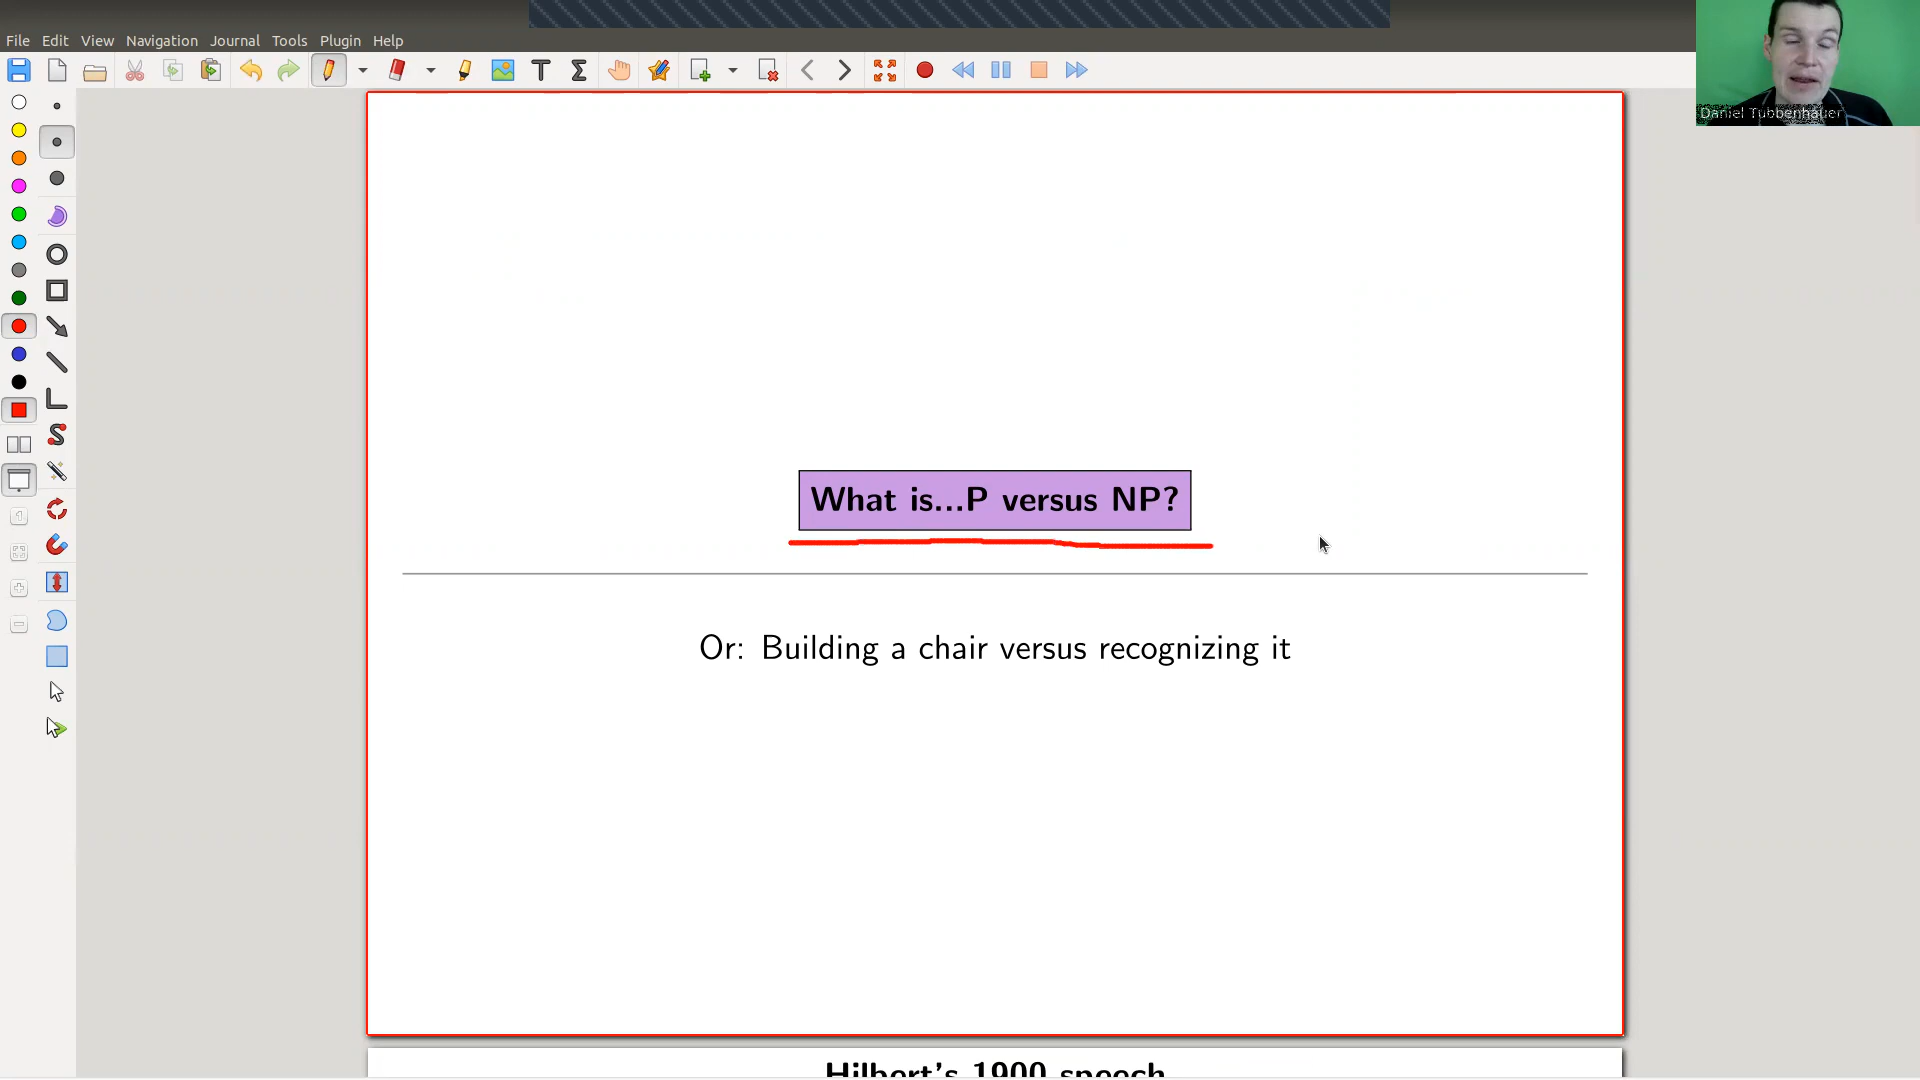 File Edit View Navigation Journal Tools Plugin Help
Daniel Tubbenhauer
What is...P versus NP?
Or: Building a chair versus recognizing it
Hilbert's 1900 speech